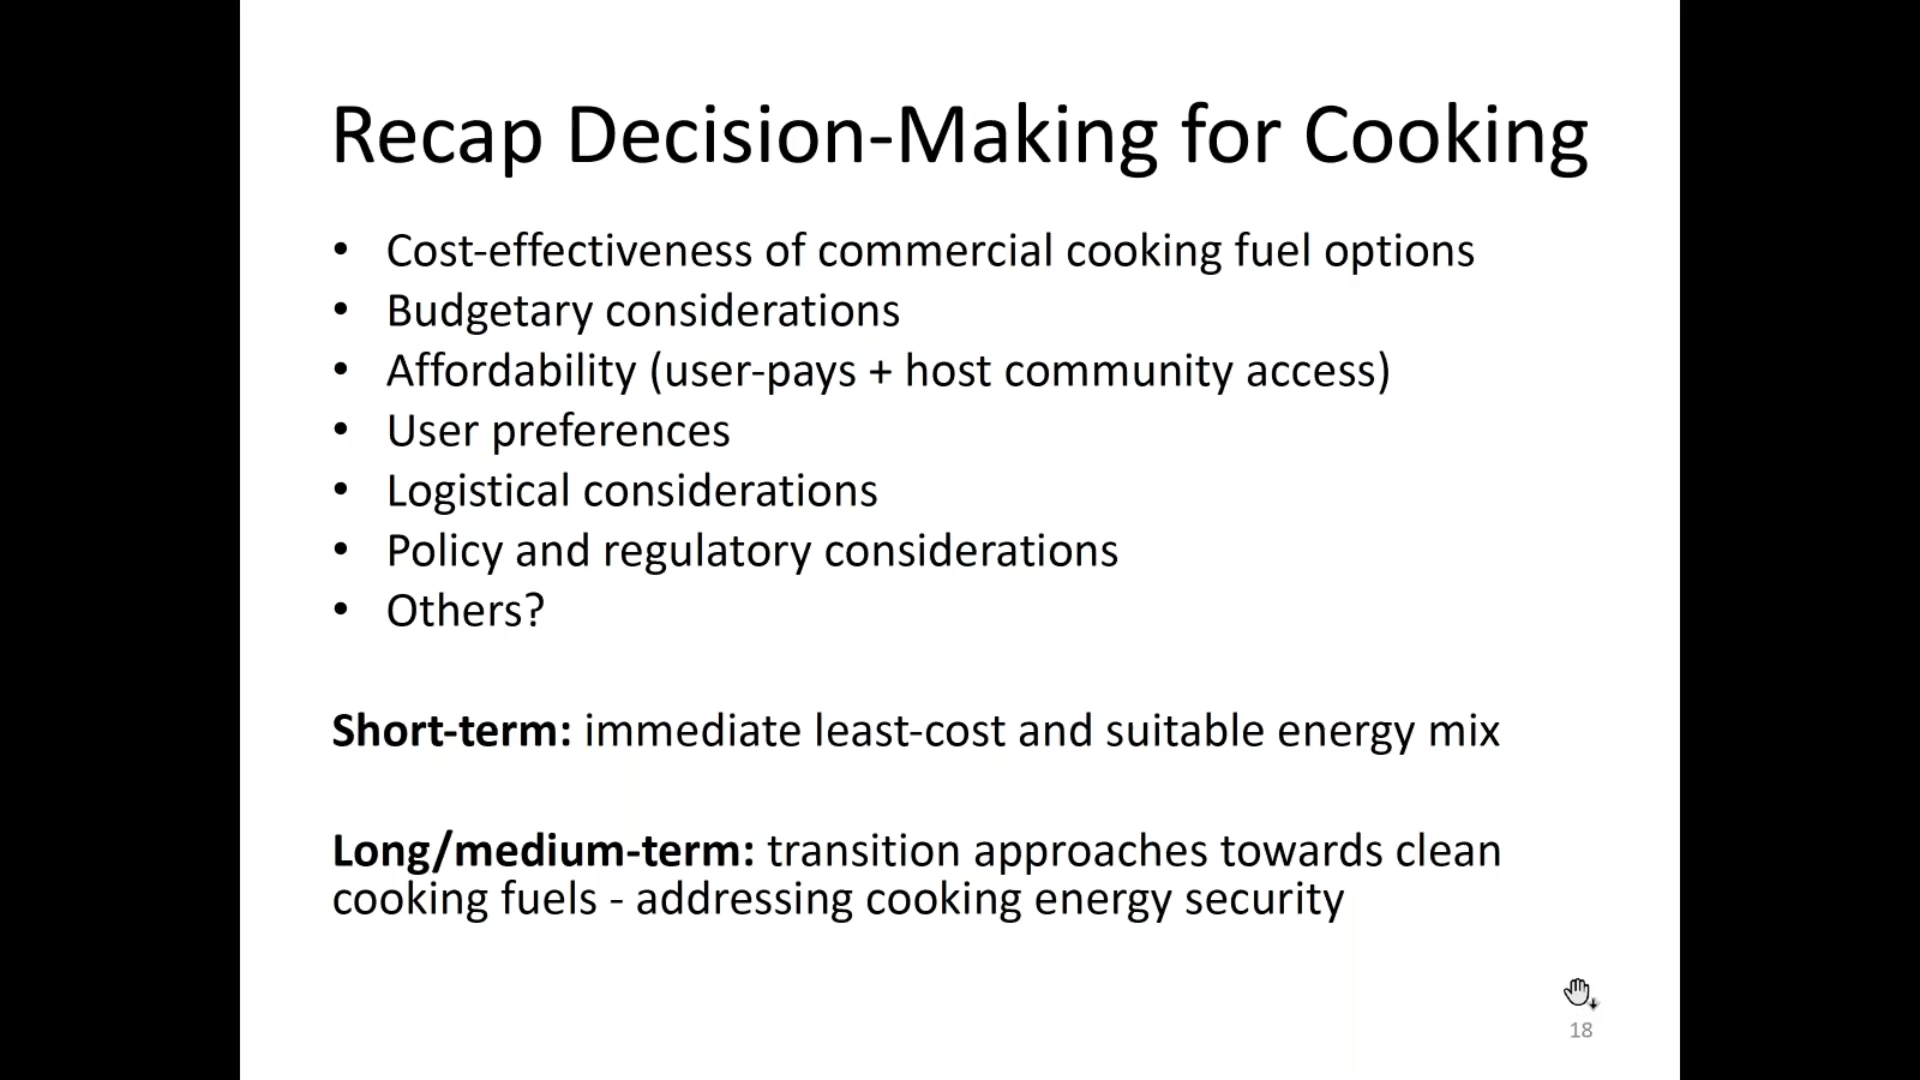 Recap Decision-Making for Cooking
• Cost-effectiveness of commercial cooking fuel options
• Budgetary considerations
• Affordability (user-pays + host community access)
• User preferences
• Logistical considerations
• Policy and regulatory considerations
• Others?
Short-term: immediate least-cost and suitable energy mix
Long/medium-term: transition approaches towards clean
cooking fuels - addressing cooking energy security
18